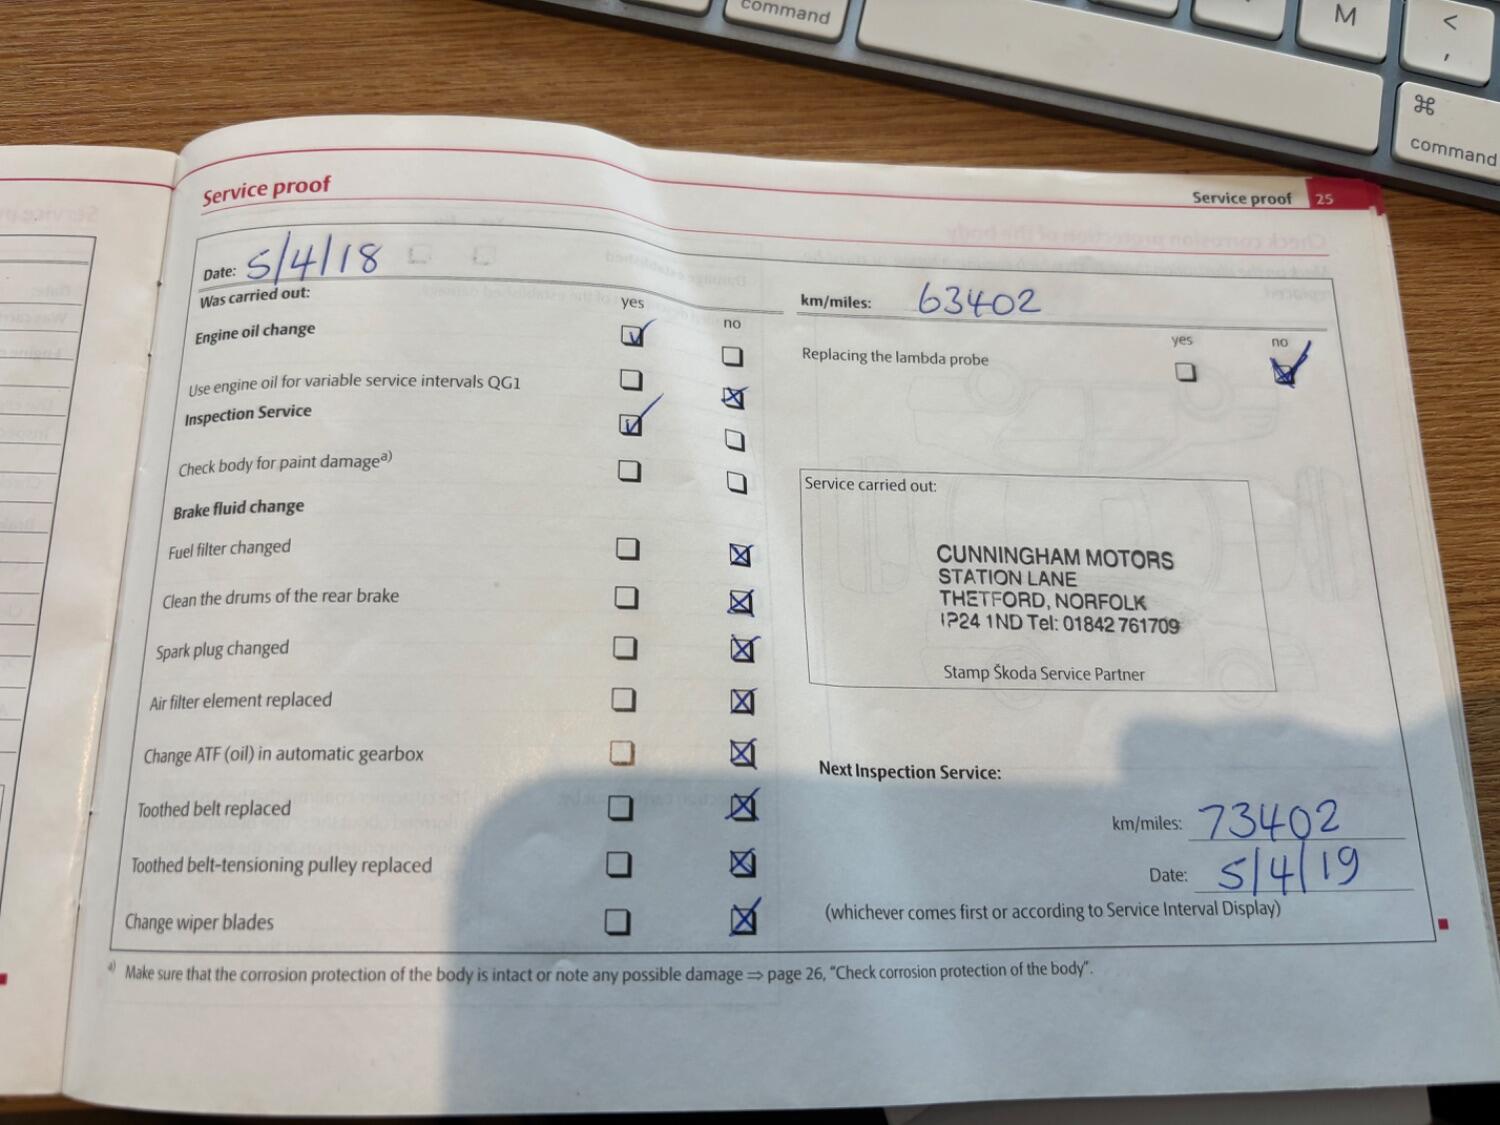 command
M
<
,
⌘
command
Service proof
Service proof 25
Date: 5/4/18
Was carried out:
yes
no
Engine oil change
Use engine oil for variable service intervals QG1
Inspection Service
Check body for paint damagea)
Brake fluid change
Fuel filter changed
Clean the drums of the rear brake
Spark plug changed
Air filter element replaced
Change ATF (oil) in automatic gearbox
Toothed belt replaced
Toothed belt-tensioning pulley replaced
Change wiper blades
km/miles: 63402
yes
no
Replacing the lambda probe
Service carried out:
CUNNINGHAM MOTORS
STATION LANE
THETFORD, NORFOLK
IP24 1ND Tel: 01842 761709
Stamp Škoda Service Partner
Next Inspection Service:
km/miles: 73402
Date: 5/4/19
(whichever comes first or according to Service Interval Display)
a) Make sure that the corrosion protection of the body is intact or note any possible damage ⇒ page 26, "Check corrosion protection of the body".